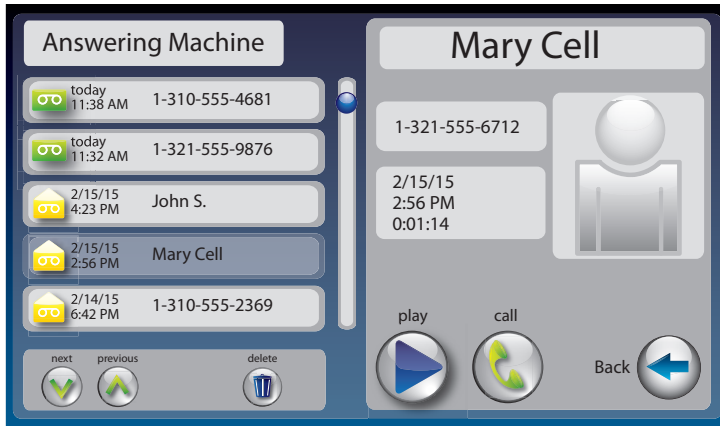 Answering Machine
today
11:38 AM
1-310-555-4681
today
11:32 AM
1-321-555-9876
2/15/15
4:23 PM
John S.
2/15/15
2:56 PM
Mary Cell
2/14/15
6:42 PM
1-310-555-2369
next
previous
delete
Mary Cell
1-321-555-6712
2/15/15
2:56 PM
0:01:14
play
call
Back